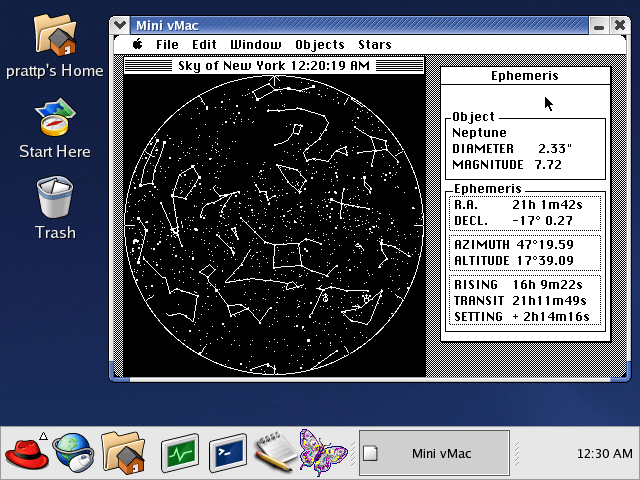 prattp's Home
Start Here
Trash
Mini vMac
File Edit Window Objects Stars
Sky of New York 12:20:19 AM
Ephemeris
Object
Neptune
DIAMETER 2.33"
MAGNITUDE 7.72
Ephemeris
R.A. 21h 1m42s
DECL. -17° 0.27
AZIMUTH 47°19.59
ALTITUDE 17°39.09
RISING 16h 9m22s
TRANSIT 21h11m49s
SETTING + 2h14m16s
Mini vMac
12:30 AM